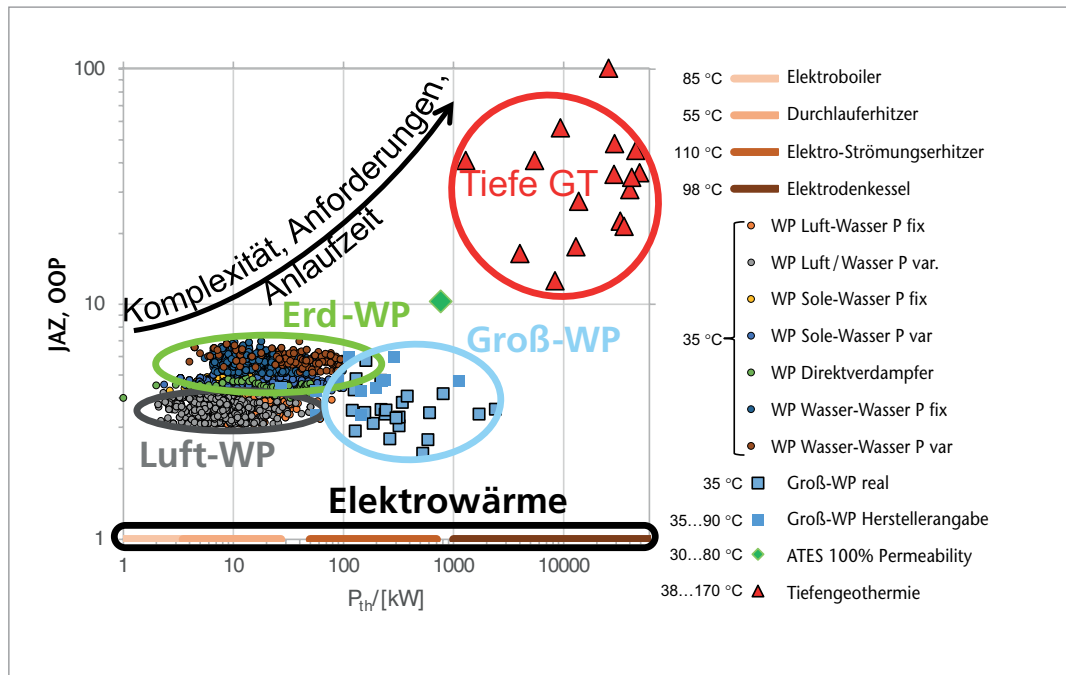 100
10
1
JAZ, OOP
Komplexität, Anforderungen,
Anlaufzeit
Tiefe GT
Erd-WP
Groß-WP
Luft-WP
Elektrowärme
1 10 100 1000 10000
Pth/[kW]
85 °C Elektroboiler
55 °C Durchlauferhitzer
110 °C Elektro-Strömungserhitzer
98 °C Elektrodenkessel
WP Luft-Wasser P fix
WP Luft/Wasser P var.
WP Sole-Wasser P fix
35 °C WP Sole-Wasser P var
WP Direktverdampfer
WP Wasser-Wasser P fix
WP Wasser-Wasser P var
35 °C Groß-WP real
35...90 °C Groß-WP Herstellerangabe
30...80 °C ATES 100% Permeability
38...170 °C Tiefengeothermie